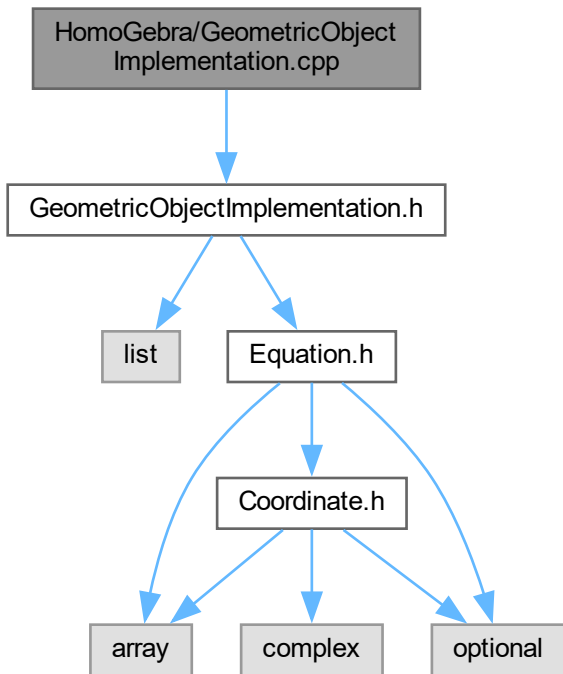 HomoGebra/GeometricObject
Implementation.cpp
GeometricObjectImplementation.h
list
Equation.h
Coordinate.h
array
complex
optional